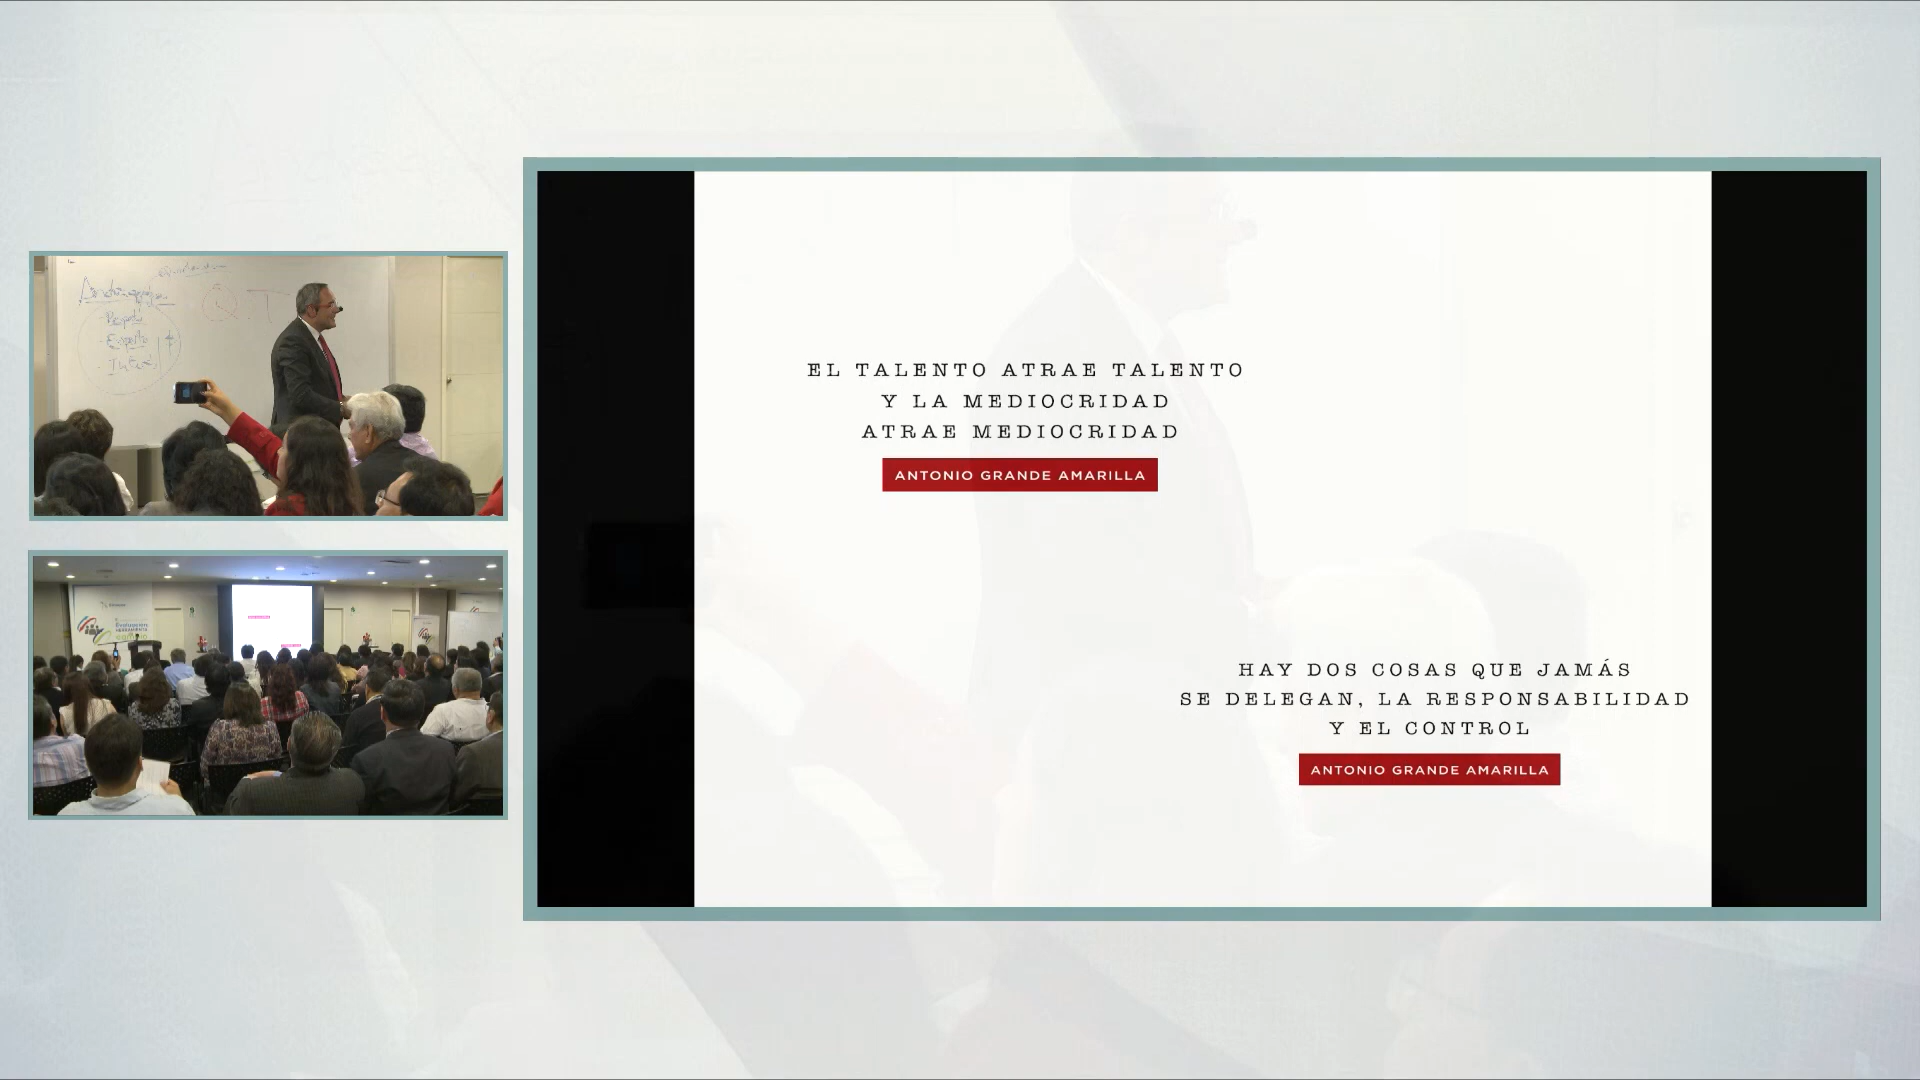 EL TALENTO ATRAE TALENTO
Y LA MEDIOCRIDAD
ATRAE MEDIOCRIDAD
ANTONIO GRANDE AMARILLA
HAY DOS COSAS QUE JAMÁS
SE DELEGAN, LA RESPONSABILIDAD
Y EL CONTROL
ANTONIO GRANDE AMARILLA
Evaluación